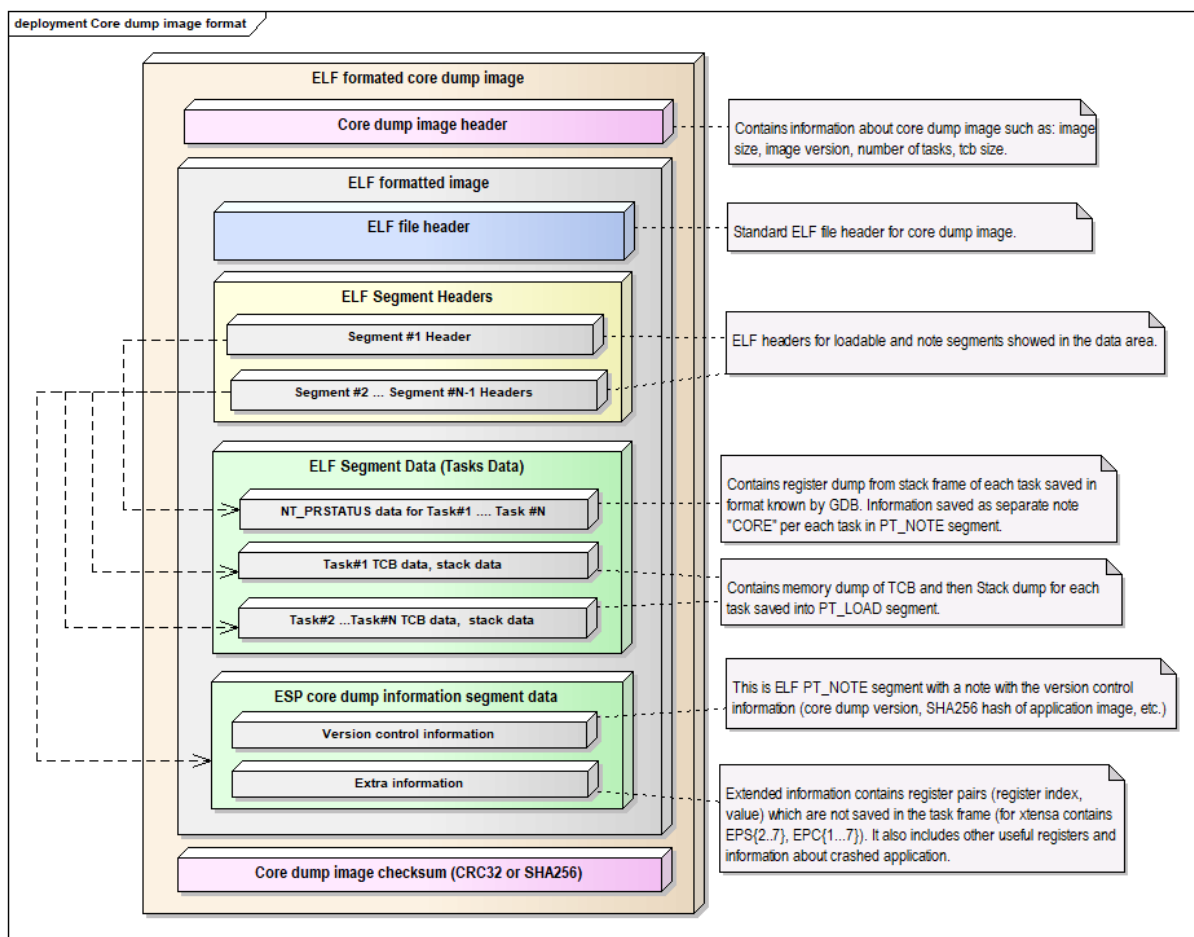 deployment Core dump image format
ELF formated core dump image
Core dump image header
Contains information about core dump image such as: image
size, image version, number of tasks, tcb size.
ELF formatted image
ELF file header
Standard ELF file header for core dump image.
ELF Segment Headers
Segment #1 Header
ELF headers for loadable and note segments showed in the data area.
Segment #2 ... Segment #N-1 Headers
ELF Segment Data (Tasks Data)
NT_PRSTATUS data for Task#1 .... Task #N
Contains register dump from stack frame of each task saved in
format known by GDB. Information saved as separate note
"CORE" per each task in PT_NOTE segment.
Task#1 TCB data, stack data
Contains memory dump of TCB and then Stack dump for each
task saved into PT_LOAD segment.
Task#2 ...Task#N TCB data, stack data
ESP core dump information segment data
This is ELF PT_NOTE segment with a note with the version control
information (core dump version, SHA256 hash of application image, etc.)
Version control information
Extra information
Extended information contains register pairs (register index,
value) which are not saved in the task frame (for xtensa contains
EPS{2..7}, EPC{1...7}). It also includes other useful registers and
information about crashed application.
Core dump image checksum (CRC32 or SHA256)